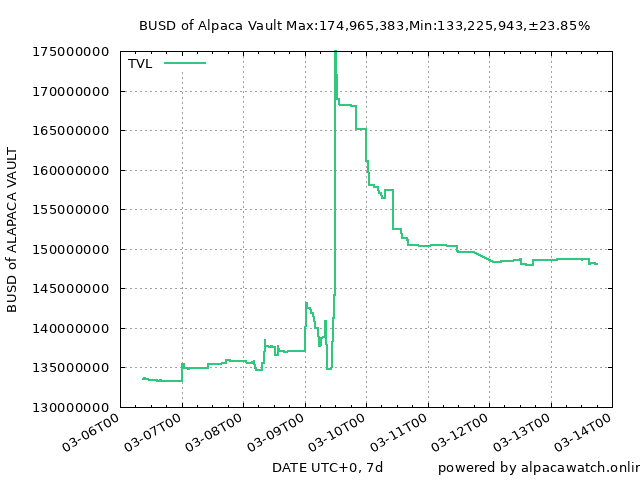 BUSD of Alpaca Vault Max:174,965,383,Min:133,225,943,±23.85%
TVL
175000000
170000000
165000000
160000000
155000000
150000000
145000000
140000000
135000000
130000000
BUSD of ALAPACA VAULT
03-06T00
03-07T00
03-08T00
03-09T00
03-10T00
03-11T00
03-12T00
03-13T00
03-14T00
DATE UTC+0, 7d
powered by alpacawatch.onlin